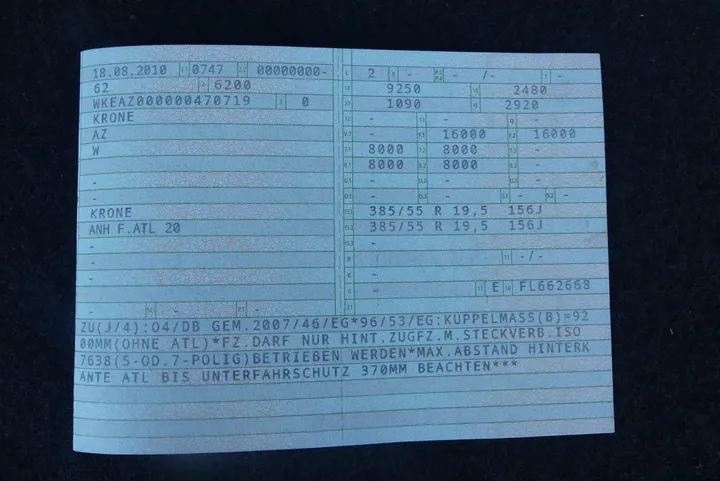 18.08.2010 0747 00000000- 2 - - /- -
62 6200 9250 2480
WKEAZ000000470719 0 1090 2920
KRONE - - -
AZ - 16000 16000
W 8000 8000 -
8000 8000 -
- - - -
- - - -
KRONE 385/55 R 19,5 156J
ANH F.ATL 20 385/55 R 19,5 156J
- -
- - -/-
- -
- - E FL662668
- -
ZU(J/4):04/DB GEM.2007/46/EG*96/53/EG:KUPPELMASS(B)=92
00MM(OHNE ATL)*FZ.DARF NUR HINT.ZUGFZ.M.STECKVERB.ISO
7638(5-OD.7-POLIG)BETRIEBEN WERDEN*MAX.ABSTAND HINTERK
ANTE ATL BIS UNTERFAHRSCHUTZ 370MM BEACHTEN***